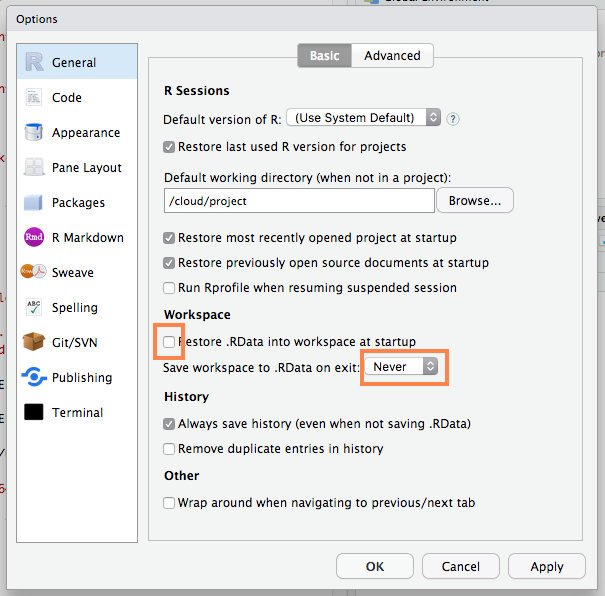 Global Environment
Options
General
Code
Appearance
Pane Layout
Packages
Rmd R Markdown
Sweave
ABC Spelling
Git/SVN
Publishing
Terminal
Basic Advanced
R Sessions
Default version of R: (Use System Default) ?
Restore last used R version for projects
Default working directory (when not in a project):
/cloud/project Browse...
Restore most recently opened project at startup
Restore previously open source documents at startup
Run Rprofile when resuming suspended session
Workspace
Restore .RData into workspace at startup
Save workspace to .RData on exit: Never
History
Always save history (even when not saving .RData)
Remove duplicate entries in history
Other
Wrap around when navigating to previous/next tab
OK Cancel Apply